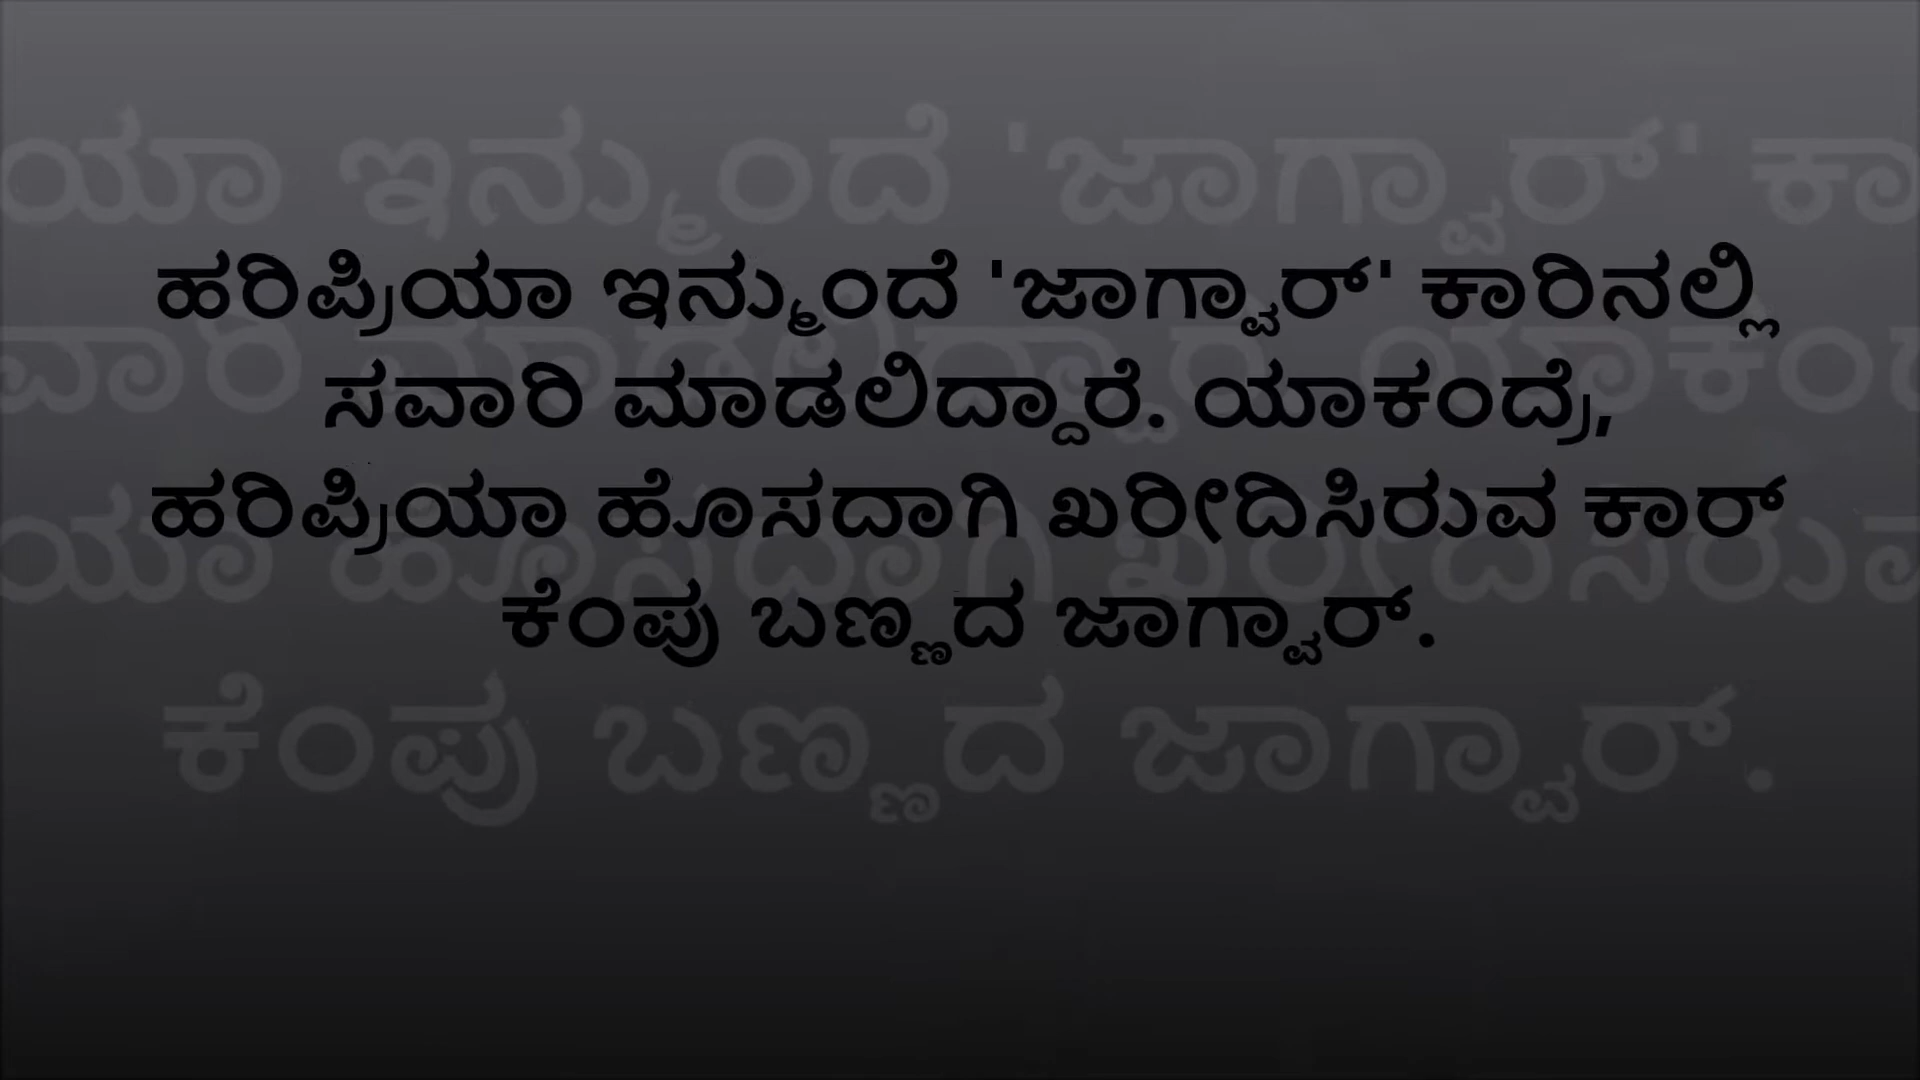 ಹರಿಪ್ರಿಯಾ ಇನ್ಮುಂದೆ 'ಜಾಗ್ವಾರ್' ಕಾರಿನಲ್ಲಿ
ಸವಾರಿ ಮಾಡಲಿದ್ದಾರೆ. ಯಾಕಂದ್ರೆ,
ಹರಿಪ್ರಿಯಾ ಹೊಸದಾಗಿ ಖರೀದಿಸಿರುವ ಕಾರ್
ಕೆಂಪು ಬಣ್ಣದ ಜಾಗ್ವಾರ್.